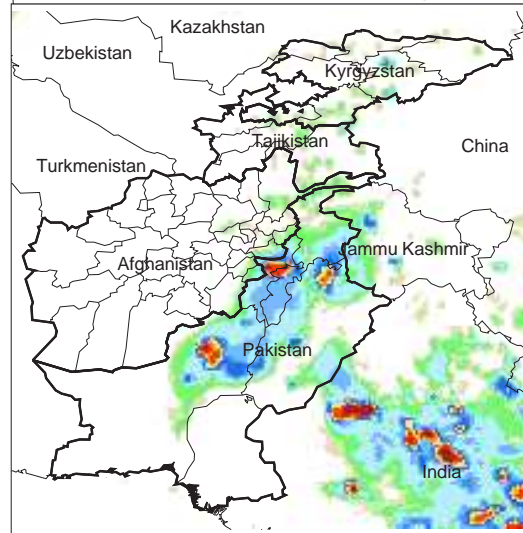 Kazakhstan
Uzbekistan
Kyrgyzstan
Tajikistan
China
Turkmenistan
Jammu Kashmir
Afghanistan
Pakistan
India